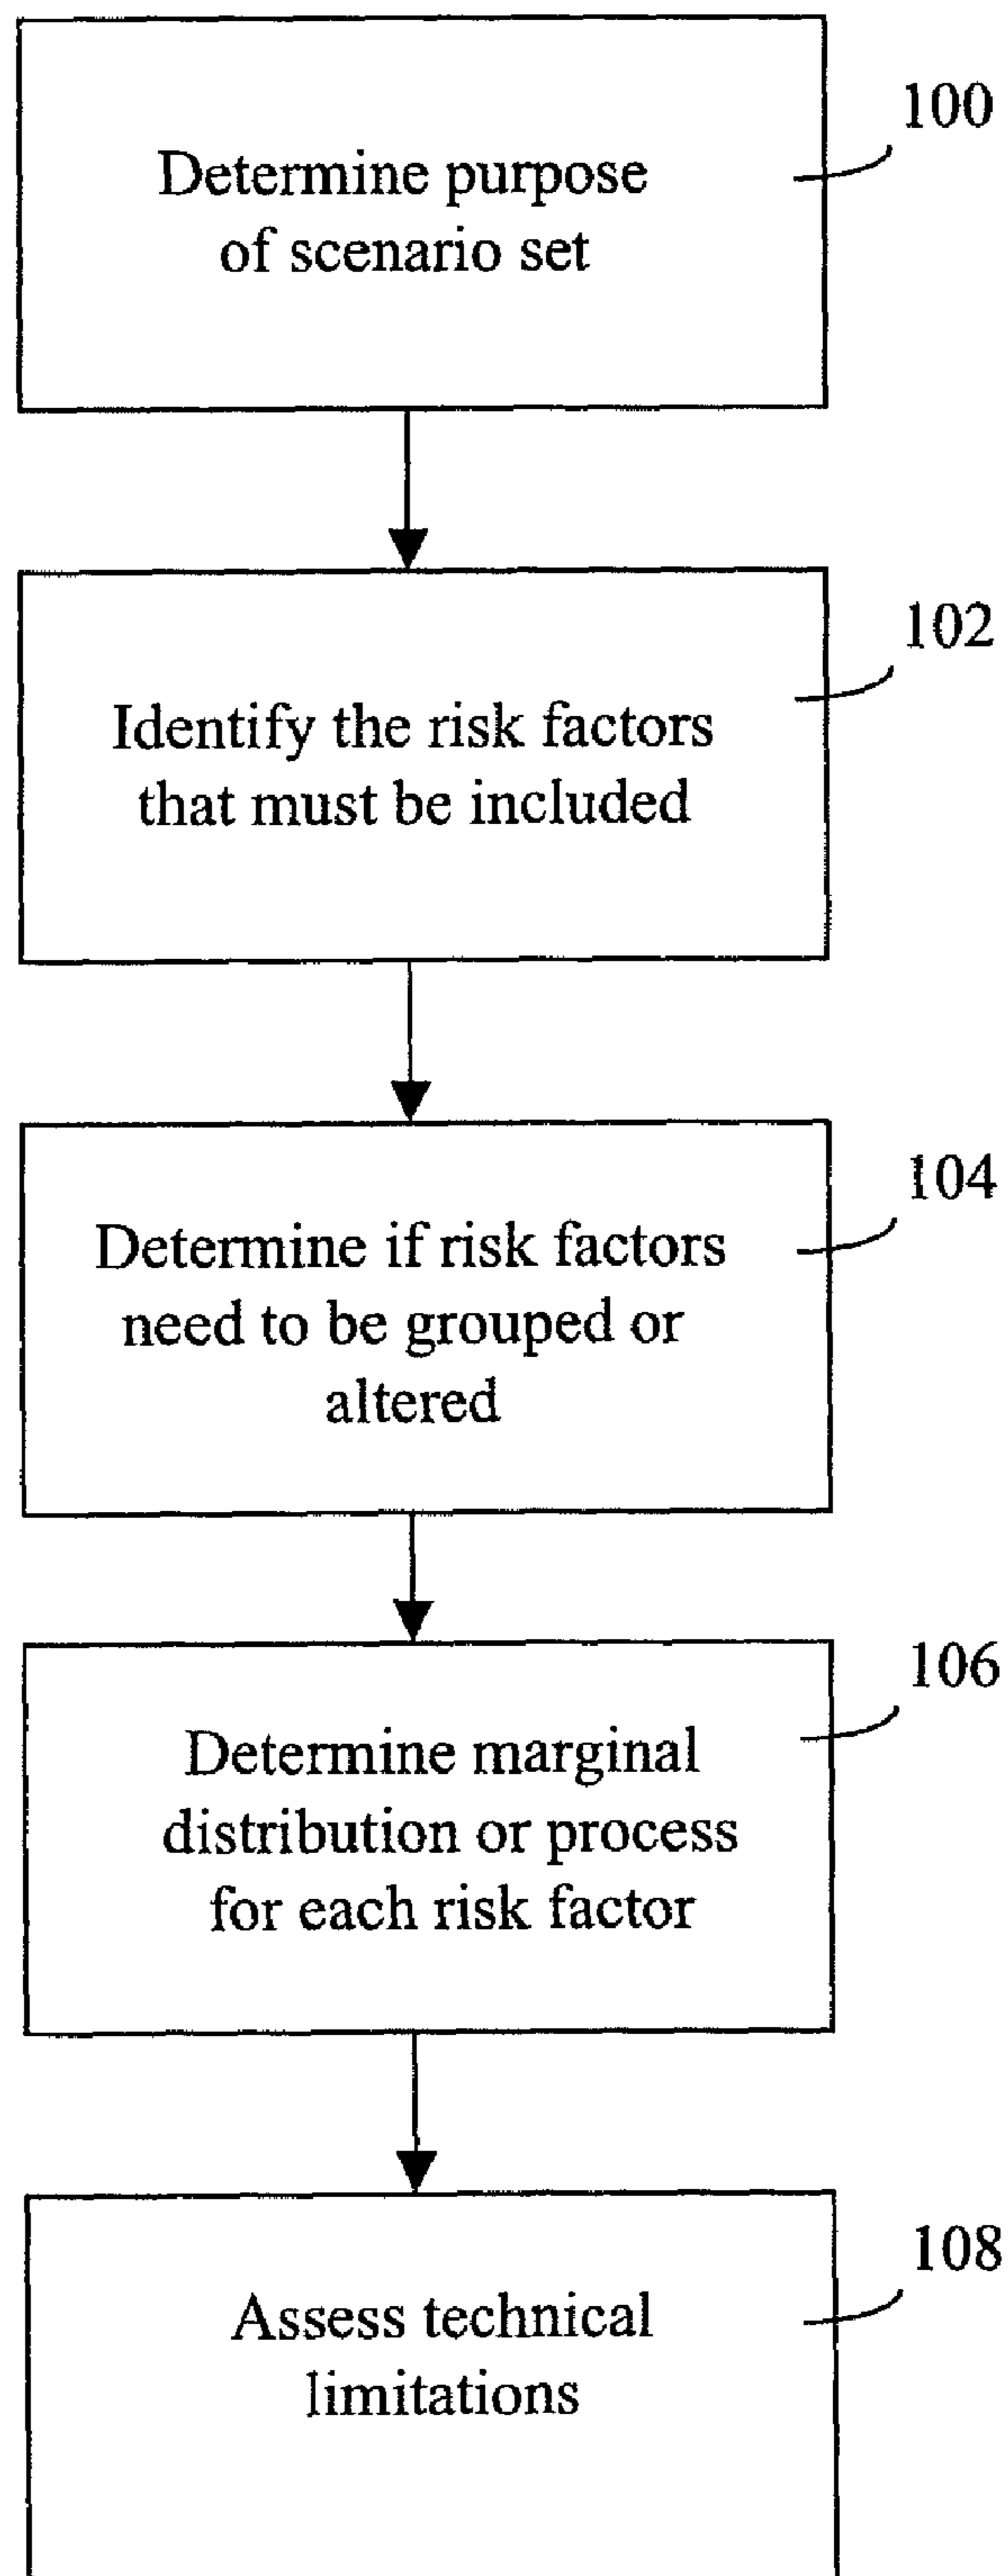 100
Determine purpose
of scenario set
102
Identify the risk factors
that must be included
104
Determine if risk factors
need to be grouped or
altered
106
Determine marginal
distribution or process
for each risk factor
108
Assess technical
limitations